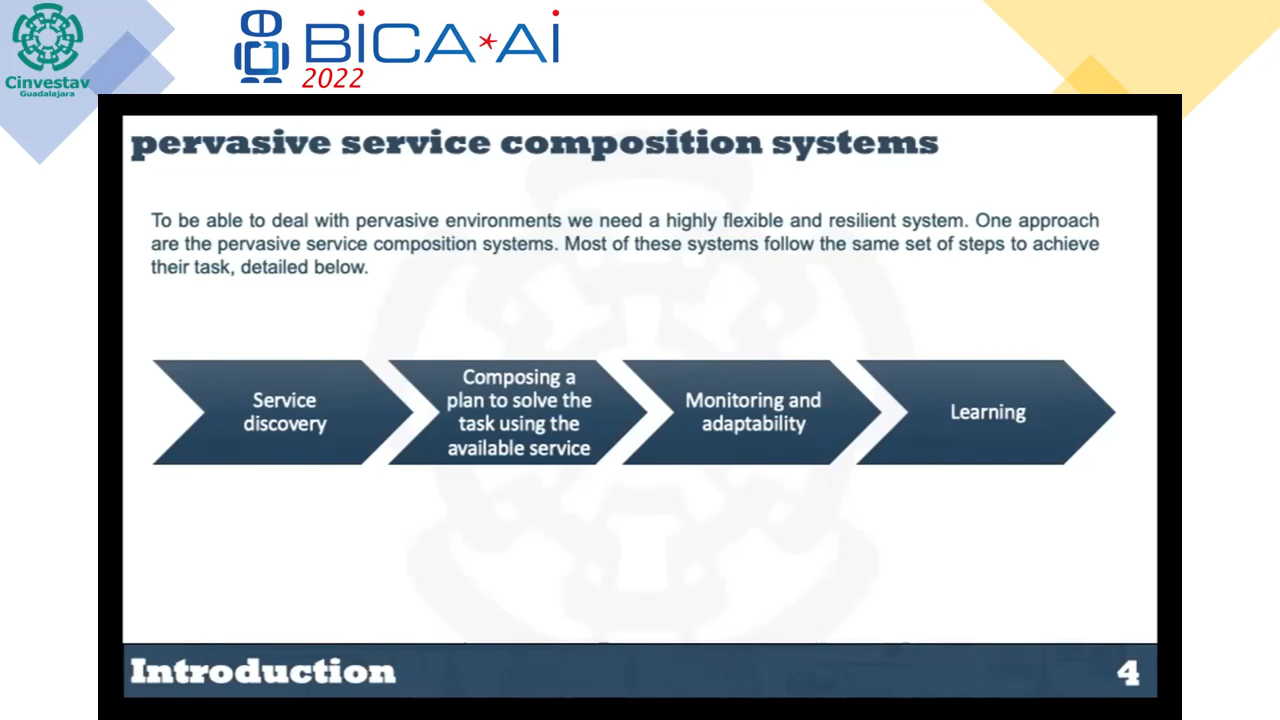 Cinvestav
Guadalajara
BiCA*Ai
2022
pervasive service composition systems
To be able to deal with pervasive environments we need a highly flexible and resilient system. One approach
are the pervasive service composition systems. Most of these systems follow the same set of steps to achieve
their task, detailed below.
Service
discovery
Composing a
plan to solve the
task using the
available service
Monitoring and
adaptability
Learning
Introduction
4